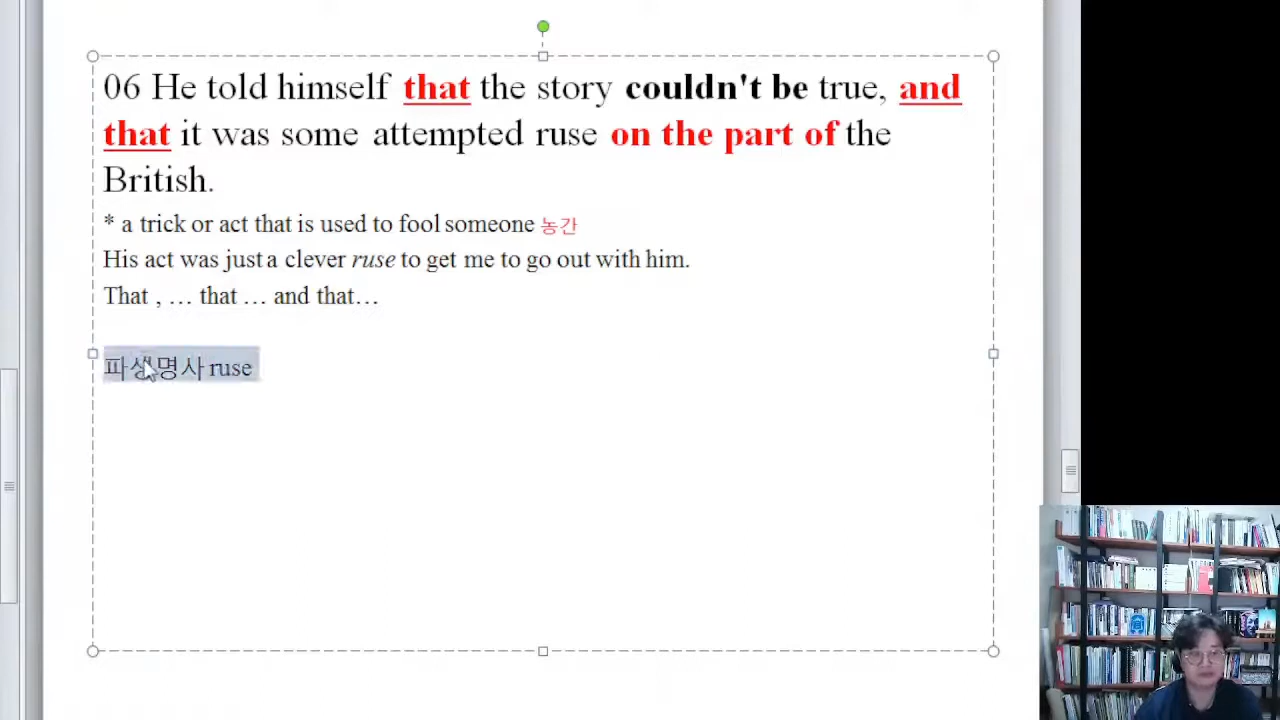 06 He told himself that the story couldn't be true, and
that it was some attempted ruse on the part of the
British.
* a trick or act that is used to fool someone 농간
His act was just a clever ruse to get me to go out with him.
That , … that … and that…
파생명사 ruse